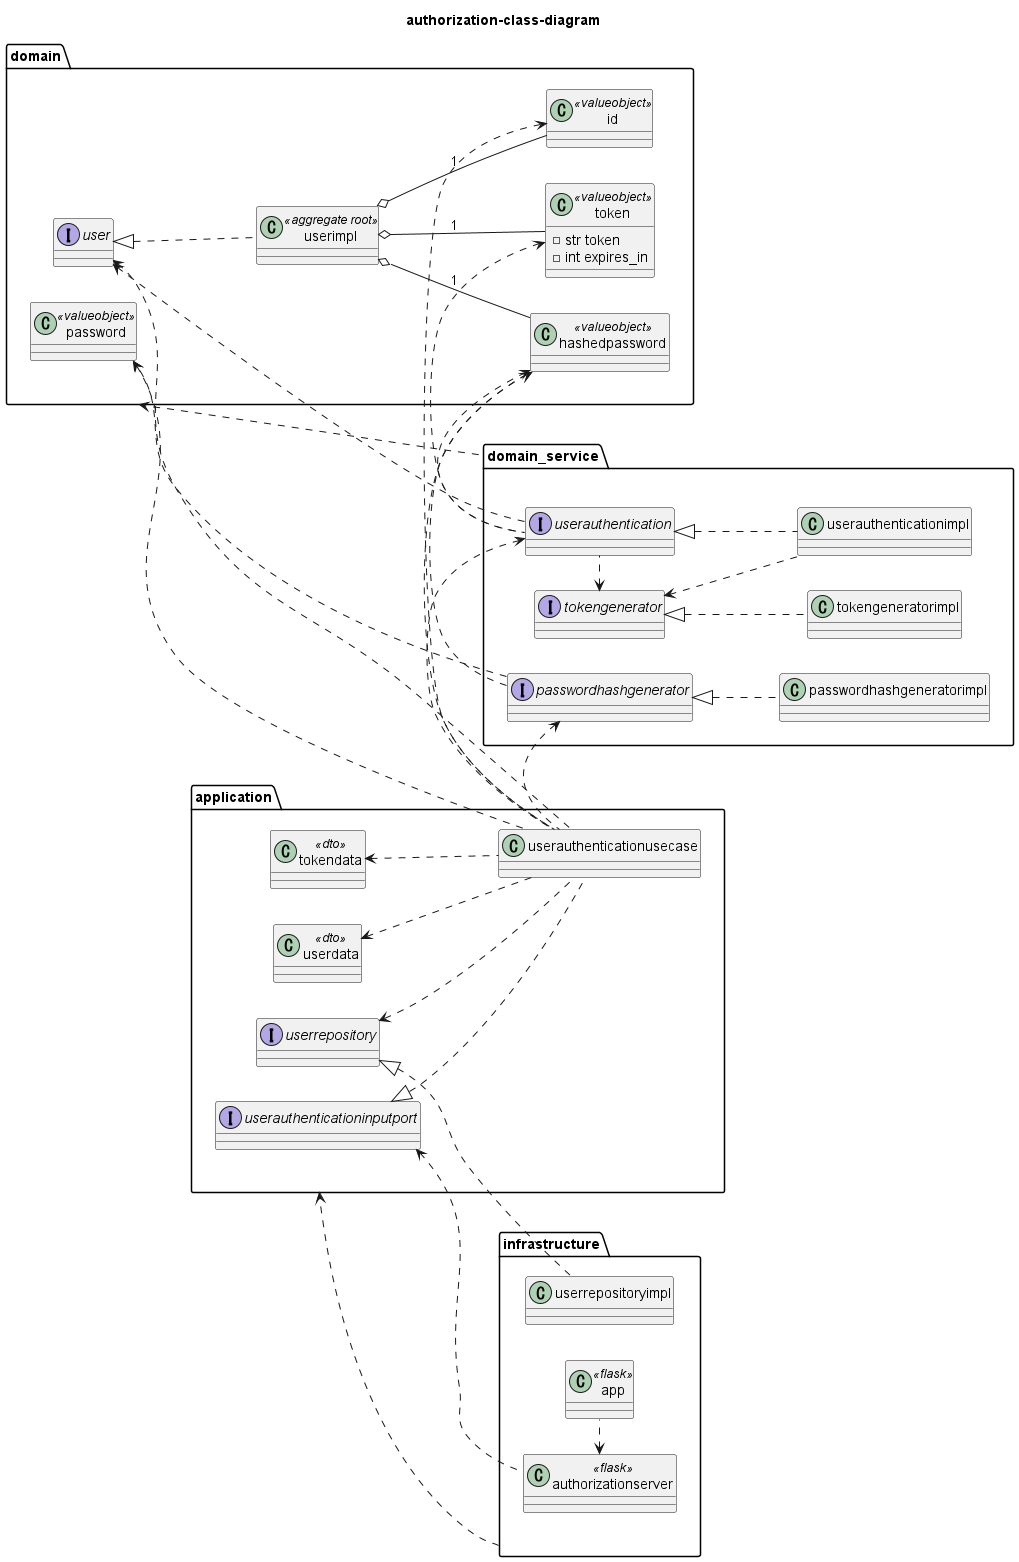 authorization-class-diagram
domain
«valueobject»
id
1
«valueobject»
token
str token
int expires_in
«aggregate root»
userimpl
1
user
1
«valueobject»
password
«valueobject»
hashedpassword
domain_service
userauthentication
userauthenticationimpl
tokengenerator
tokengeneratorimpl
passwordhashgenerator
passwordhashgeneratorimpl
application
«dto»
tokendata
userauthenticationusecase
«dto»
userdata
userrepository
userauthenticationinputport
infrastructure
userrepositoryimpl
«flask»
app
«flask»
authorizationserver